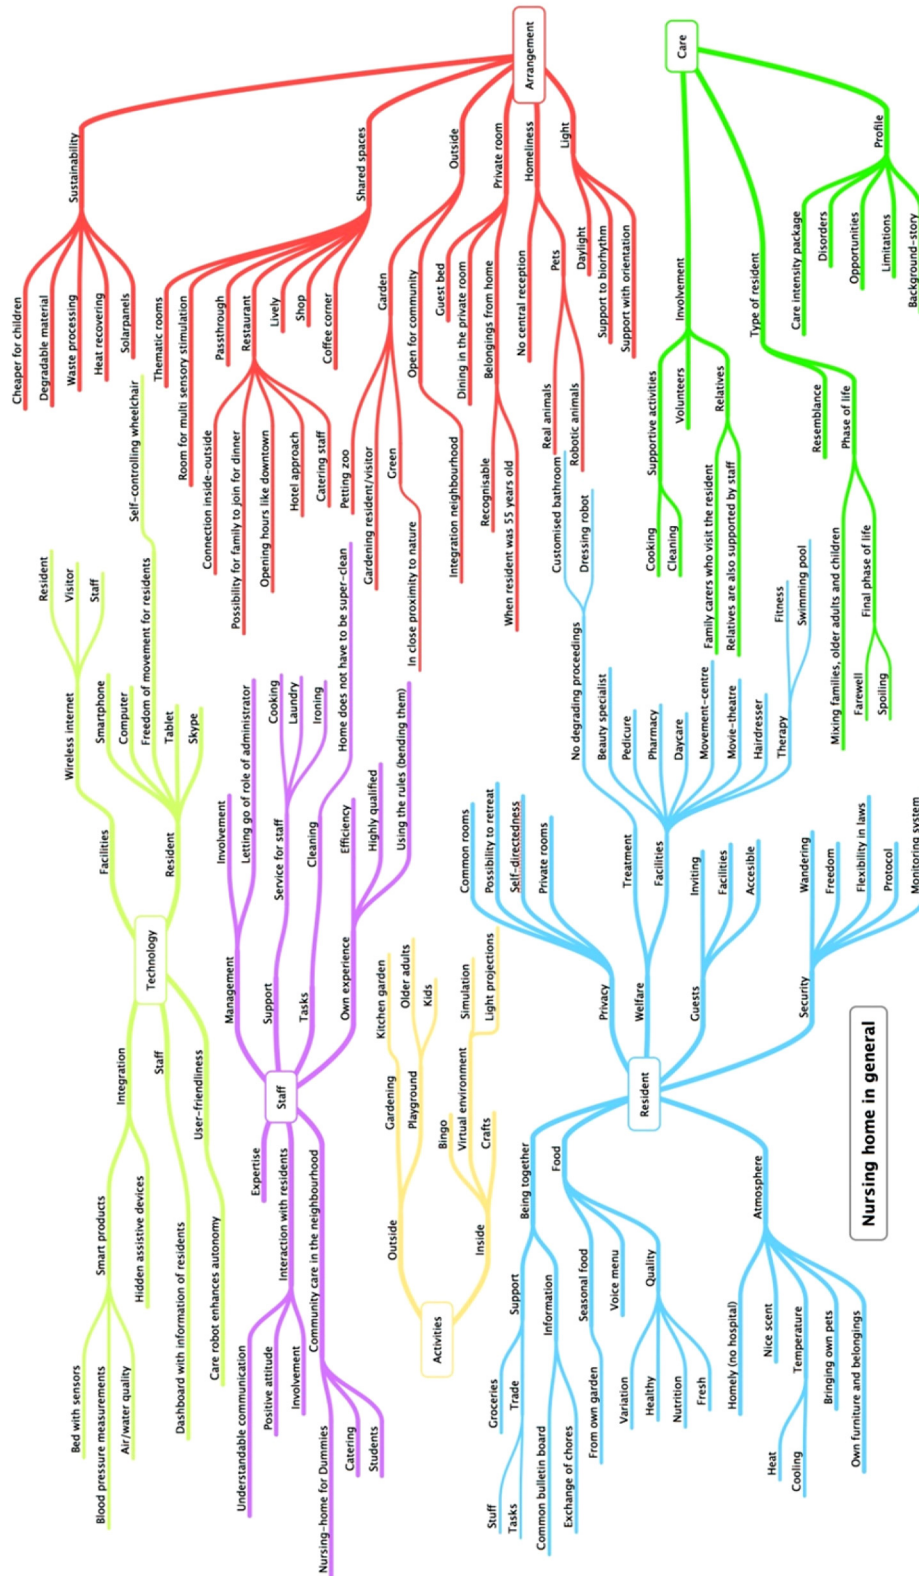 Nursing home in general
Technology
Integration
Smart products
Bed with sensors
Blood pressure measurements
Air/water quality
Hidden assistive devices
Staff
Dashboard with information of residents
User-friendliness
Care robot enhances autonomy
Facilities
Wireless internet
Resident
Visitor
Staff
Resident
Smartphone
Computer
Freedom of movement for residents
Self-controlling wheelchair
Tablet
Skype
Staff
Expertise
Interaction with residents
Understandable communication
Positive attitude
Involvement
Community care in the neighbourhood
Nursing-home for Dummies
Catering
Students
Management
Involvement
Letting go of role of administrator
Support
Service for staff
Cooking
Laundry
Ironing
Tasks
Cleaning
Home does not have to be super-clean
Own experience
Efficiency
Highly qualified
Using the rules (bending them)
Activities
Outside
Gardening
Kitchen garden
Playground
Older adults
Kids
Inside
Bingo
Virtual environment
Simulation
Light projections
Crafts
Resident
Being together
Support
Groceries
Trade
Stuff
Tasks
Information
Common bulletin board
Exchange of chores
Food
Seasonal food
From own garden
Voice menu
Quality
Variation
Healthy
Nutrition
Fresh
Atmosphere
Homely (no hospital)
Nice scent
Temperature
Heat
Cooling
Bringing own pets
Own furniture and belongings
Privacy
Common rooms
Possibility to retreat
Self-directedness
Private rooms
Welfare
Treatment
No degrading proceedings
Customised bathroom
Dressing robot
Facilities
Beauty specialist
Pedicure
Pharmacy
Daycare
Movement-centre
Movie-theatre
Hairdresser
Therapy
Fitness
Swimming pool
Guests
Inviting
Facilities
Accessible
Security
Wandering
Freedom
Flexibility in laws
Protocol
Monitoring system
Arrangement
Sustainability
Cheaper for children
Degradable material
Waste processing
Heat recovering
Solarpanels
Shared spaces
Thematic rooms
Room for multi sensory stimulation
Passthrough
Restaurant
Connection inside-outside
Possibility for family to join for dinner
Opening hours like downtown
Hotel approach
Catering staff
Lively
Shop
Coffee corner
Outside
Garden
Petting zoo
Gardening resident/visitor
Green
In close proximity to nature
Open for community
Integration neighbourhood
Private room
Guest bed
Dining in the private room
Belongings from home
Recognisable
When resident was 55 years old
Homeliness
No central reception
Pets
Real animals
Robotic animals
Light
Daylight
Support to biorhythm
Support with orientation
Care
Involvement
Supportive activities
Cooking
Cleaning
Volunteers
Relatives
Family carers who visit the resident
Relatives are also supported by staff
Type of resident
Resemblance
Phase of life
Mixing families, older adults and children
Final phase of life
Farewell
Spoiling
Profile
Care intensity package
Disorders
Opportunities
Limitations
Background-story